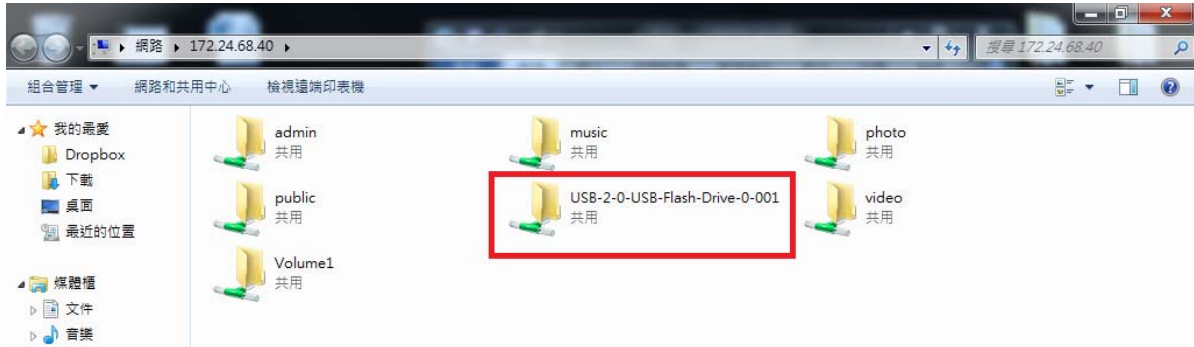 網路 ▸ 172.24.68.40 ▸
搜尋 172.24.68.40
組合管理 網路和共用中心 檢視遠端印表機
我的最愛
Dropbox
下載
桌面
最近的位置
媒體櫃
文件
音樂
admin
共用
music
共用
photo
共用
public
共用
USB-2-0-USB-Flash-Drive-0-001
共用
video
共用
Volume1
共用